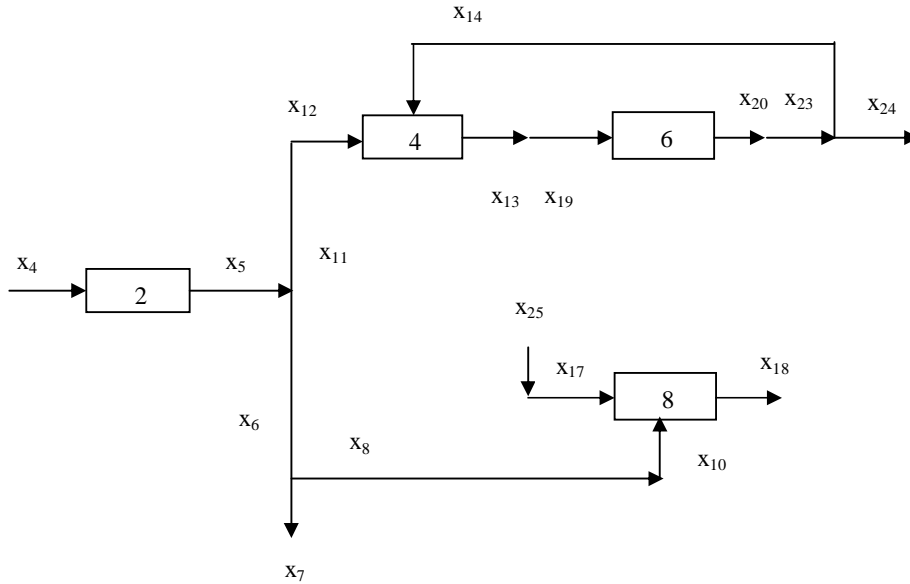 x₁₄
x₁₂
x₂₀ x₂₃ x₂₄
4
6
x₁₃ x₁₉
x₄
x₅
x₁₁
2
x₂₅
x₁₇
x₁₈
8
x₆
x₈
x₁₀
x₇